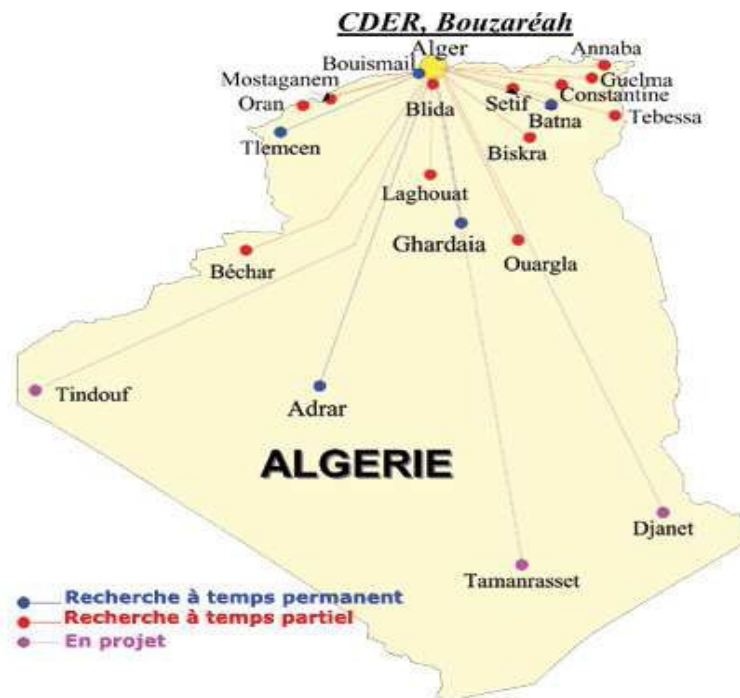 CDER, Bouzaréah
Alger
Bouismail
Annaba
Mostaganem
Guelma
Oran
Blida
Setif
Constantine
Batna
Tebessa
Tlemcen
Biskra
Laghouat
Ghardaia
Ouargla
Béchar
Tindouf
Adrar
ALGERIE
Djanet
Tamanrasset
Recherche à temps permanent
Recherche à temps partiel
En projet